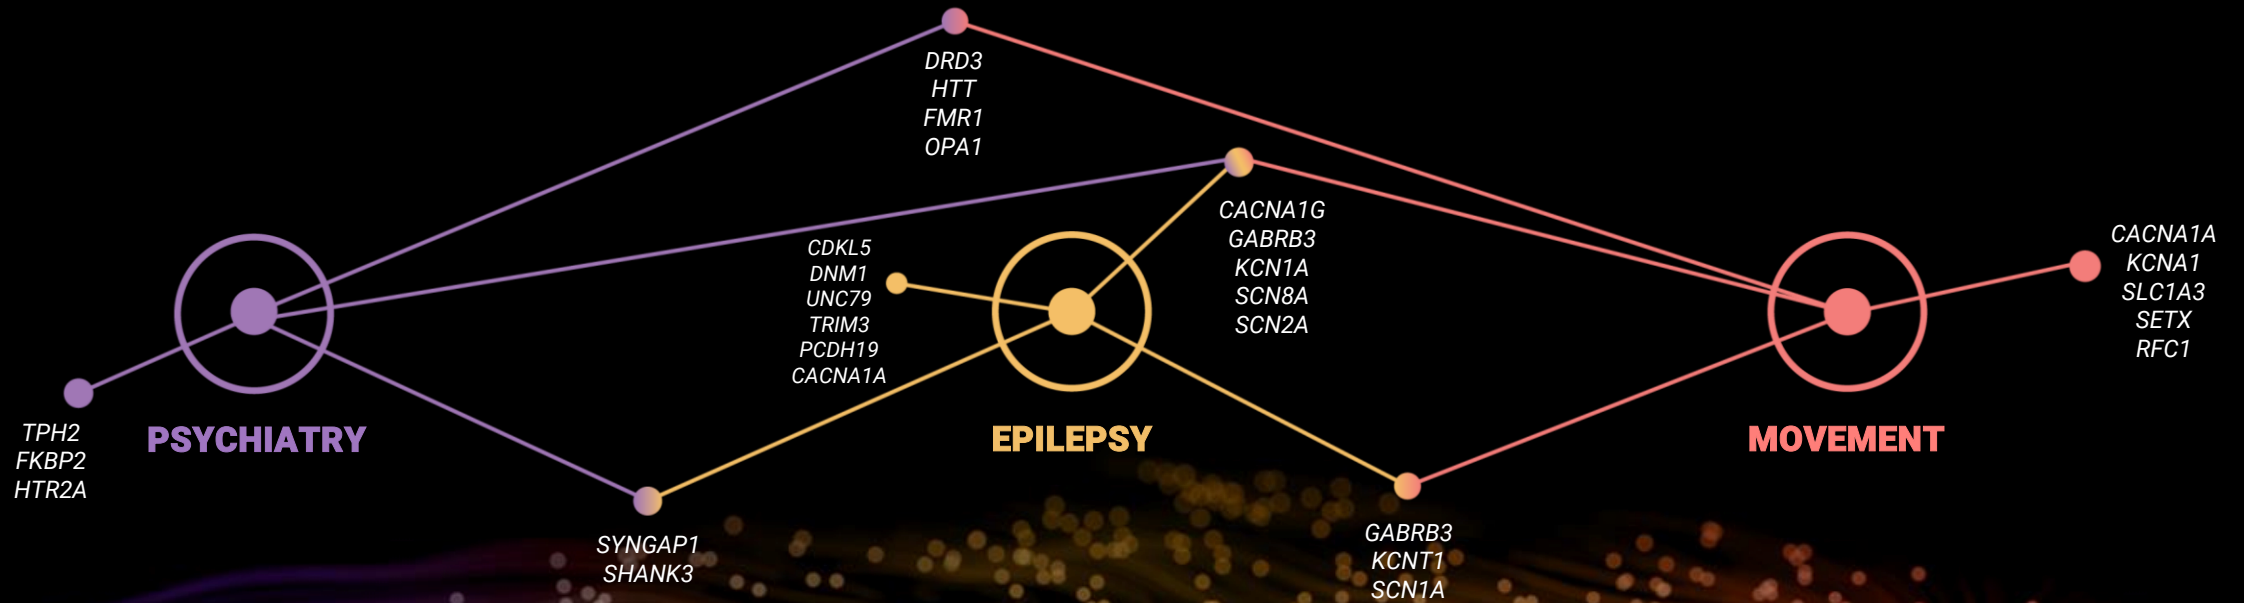 DRD3
HTT
FMR1
OPA1
CACNA1G
GABRB3
KCN1A
SCN8A
SCN2A
CDKL5
DNM1
UNC79
TRIM3
PCDH19
CACNA1A
CACNA1A
KCNA1
SLC1A3
SETX
RFC1
TPH2
FKBP2
HTR2A
PSYCHIATRY
EPILEPSY
MOVEMENT
SYNGAP1
SHANK3
GABRB3
KCNT1
SCN1A